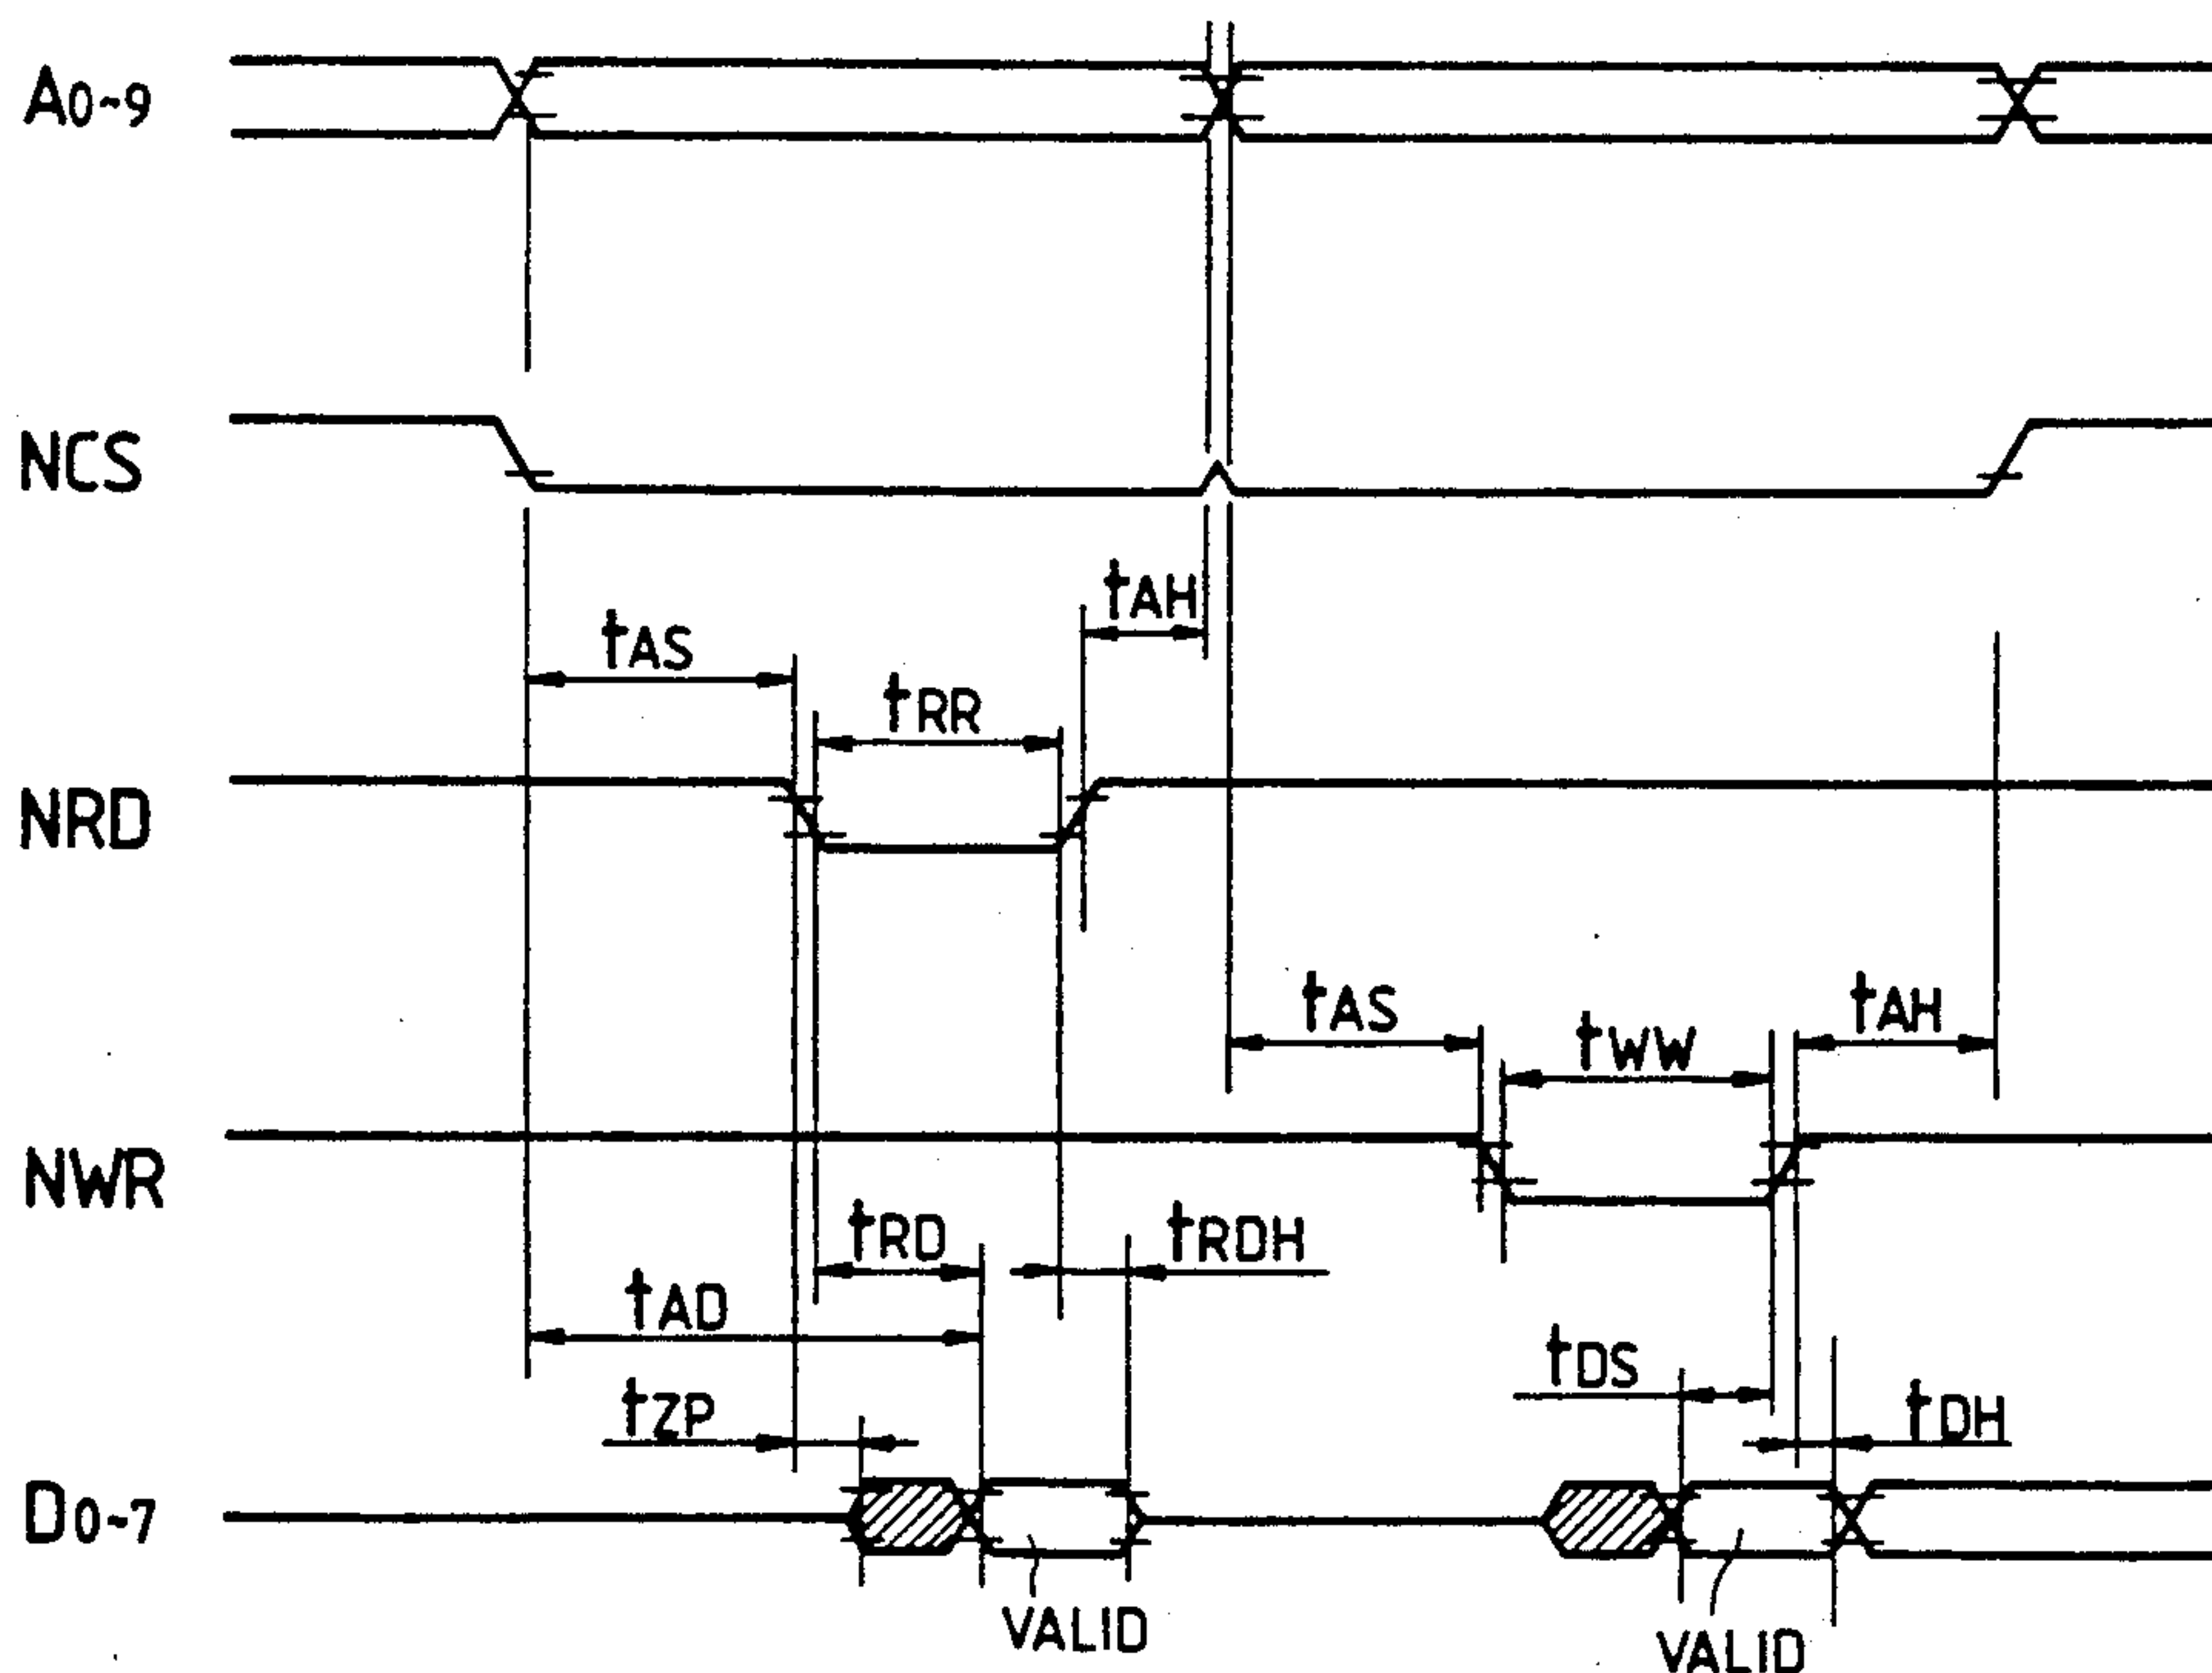 A0~9
NCS
tAH
tAS
tRR
NRD
tAS
tWW
tAH
NWR
tRD
tRDH
tAD
tDS
tZP
tDH
D0~7
VALID
VALID